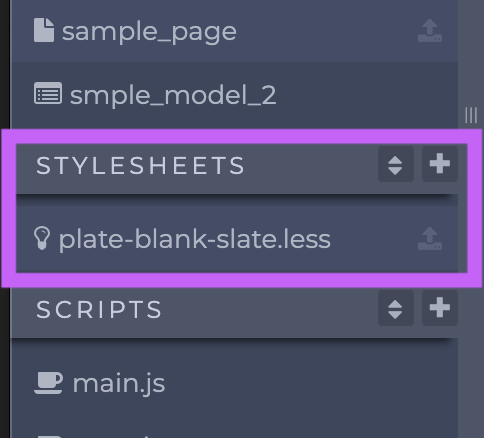 sample_page
smple_model_2
STYLESHEETS
plate-blank-slate.less
SCRIPTS
main.js